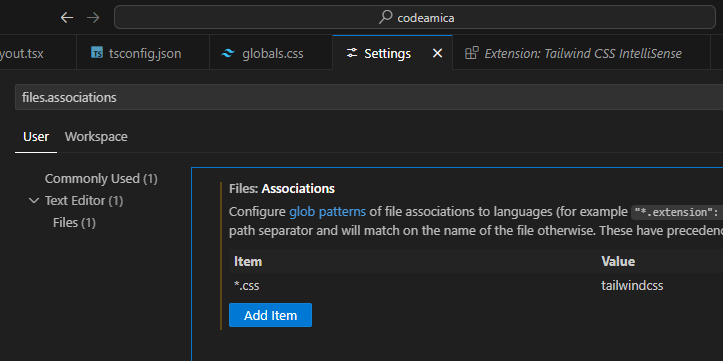 codeamica
yout.tsx
TS tsconfig.json
globals.css
Settings
Extension: Tailwind CSS IntelliSense
files.associations
User Workspace
Commonly Used (1)
Text Editor (1)
Files (1)
Files: Associations
Configure glob patterns of file associations to languages (for example "*.extension":
path separator and will match on the name of the file otherwise. These have preceden
Item Value
*.css tailwindcss
Add Item